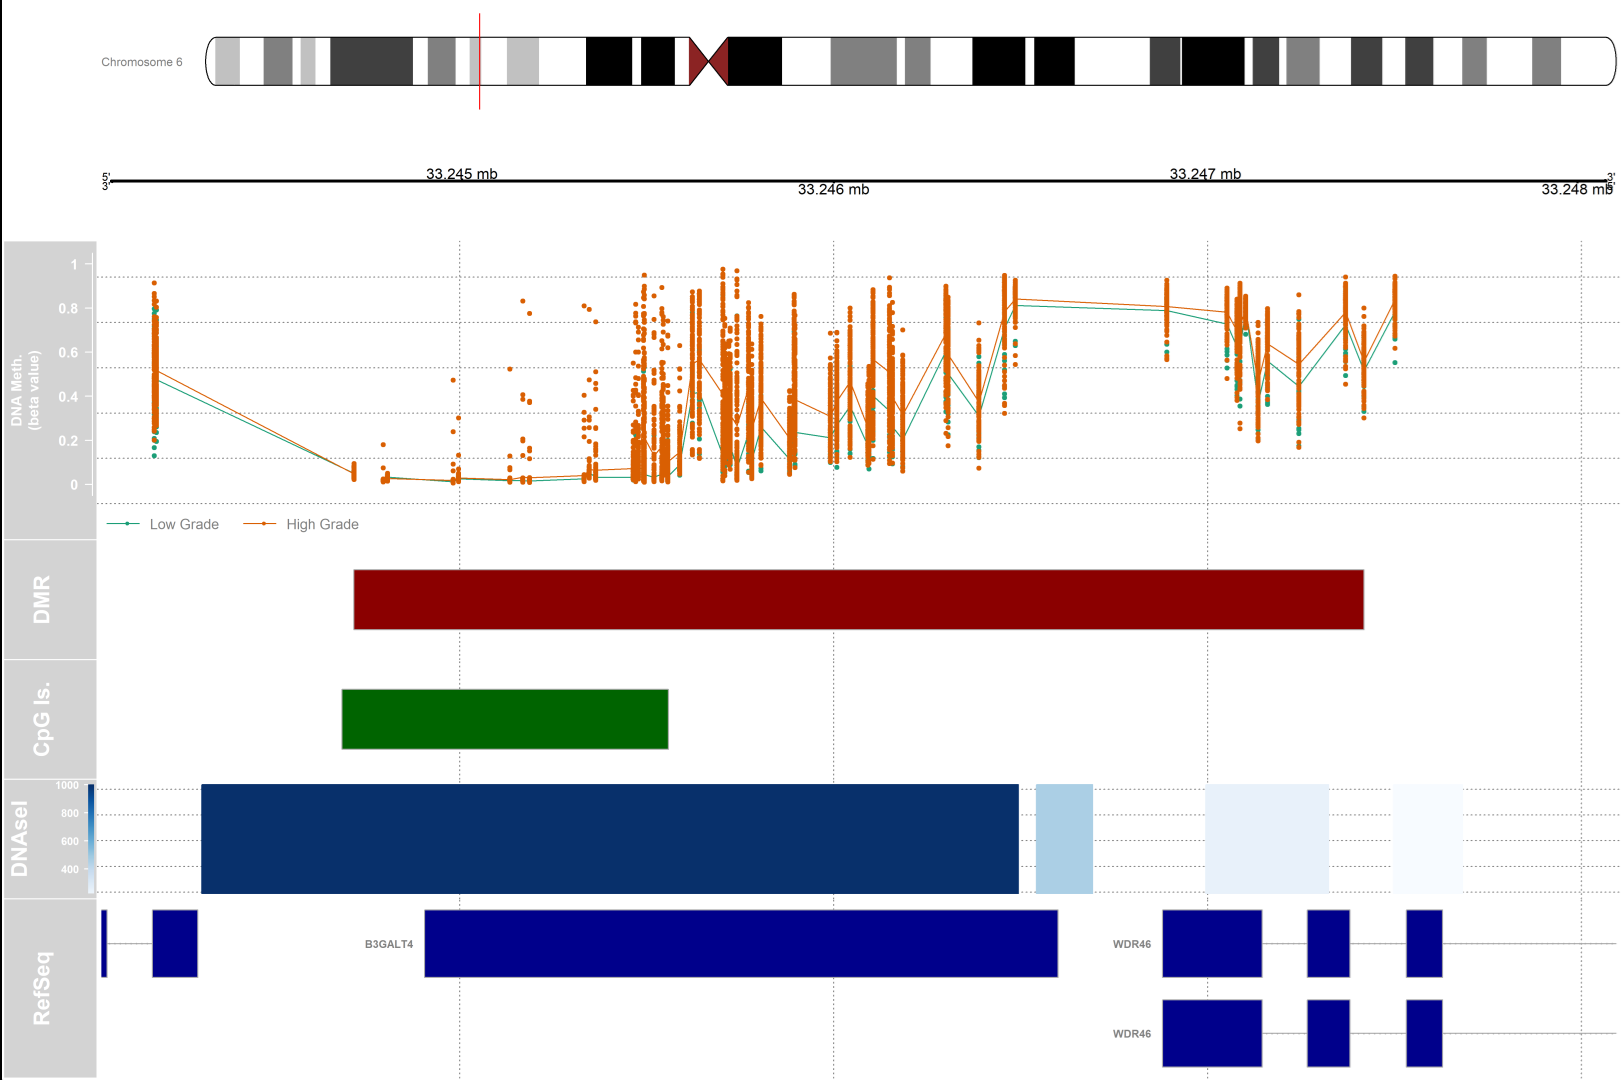 Chromosome 6
5'
3'
33.245 mb
33.246 mb
33.247 mb
33.248 mb
3'
5'
DNA Meth.
(beta value)
1
0.8
0.6
0.4
0.2
0
Low Grade
High Grade
DMR
CpG Is.
DNAseI
1000
800
600
400
RefSeq
B3GALT4
WDR46
WDR46